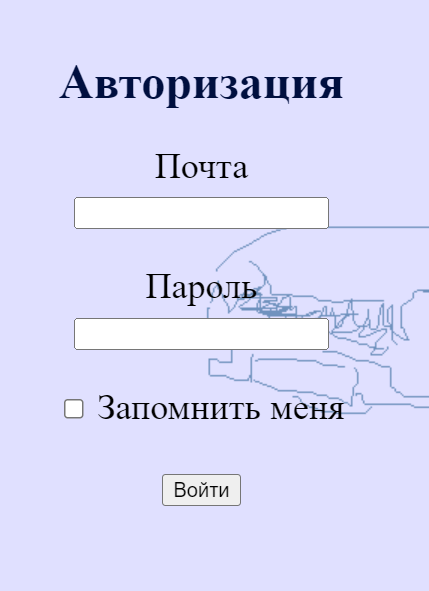 Авторизация
Почта
Пароль
Запомнить меня
Войти